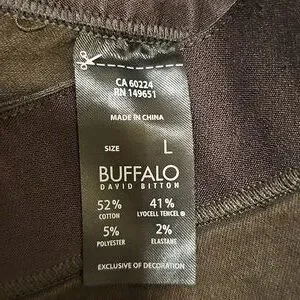 CA 60224
RN 149651
MADE IN CHINA
SIZE L
BUFFALO
DAVID BITTON
52% 41%
COTTON LYOCELL TENCEL®
5% 2%
POLYESTER ELASTANE
EXCLUSIVE OF DECORATION